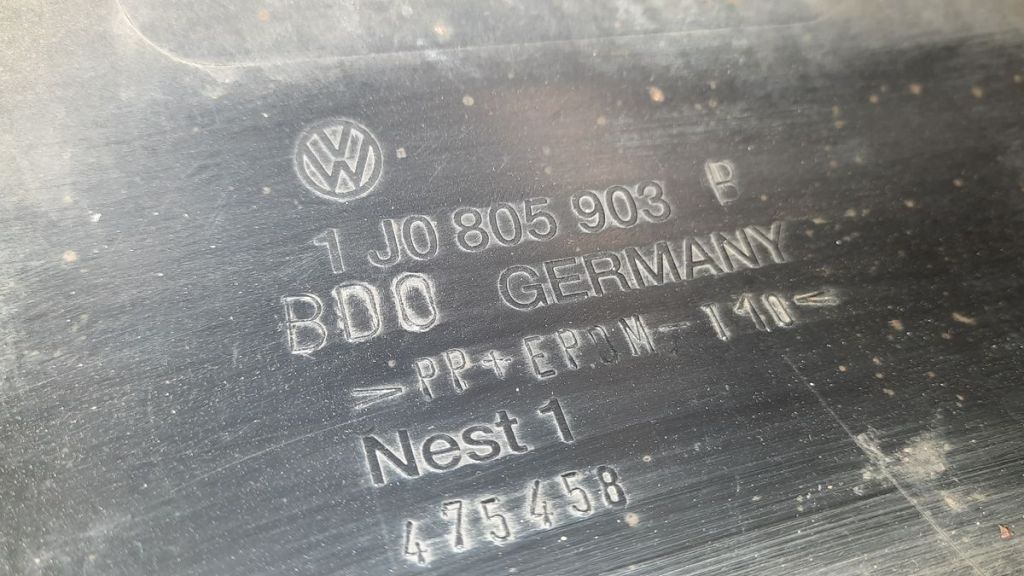 1 J0 805 903 B
BDO GERMANY
>PP+EPDM-T10<
Nest 1
475458